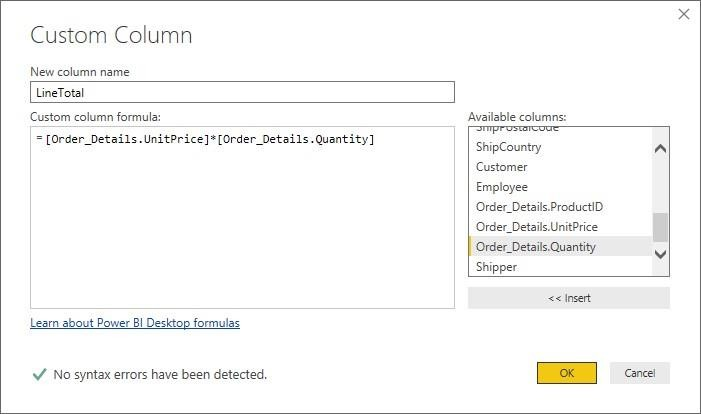 Custom Column
New column name
LineTotal
Custom column formula:
= [Order_Details.UnitPrice]*[Order_Details.Quantity]
Available columns:
ShipPostalCode
ShipCountry
Customer
Employee
Order_Details.ProductID
Order_Details.UnitPrice
Order_Details.Quantity
Shipper
<< Insert
Learn about Power BI Desktop formulas
No syntax errors have been detected.
OK
Cancel